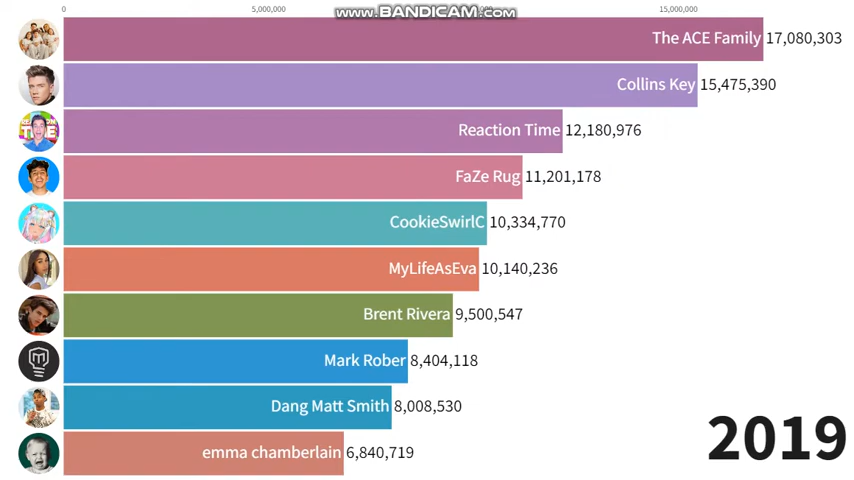 0 5,000,000 15,000,000
www.BANDICAM.com
The ACE Family 17,080,303
Collins Key 15,475,390
Reaction Time 12,180,976
FaZe Rug 11,201,178
CookieSwirlC 10,334,770
MyLifeAsEva 10,140,236
Brent Rivera 9,500,547
Mark Rober 8,404,118
Dang Matt Smith 8,008,530
emma chamberlain 6,840,719
2019